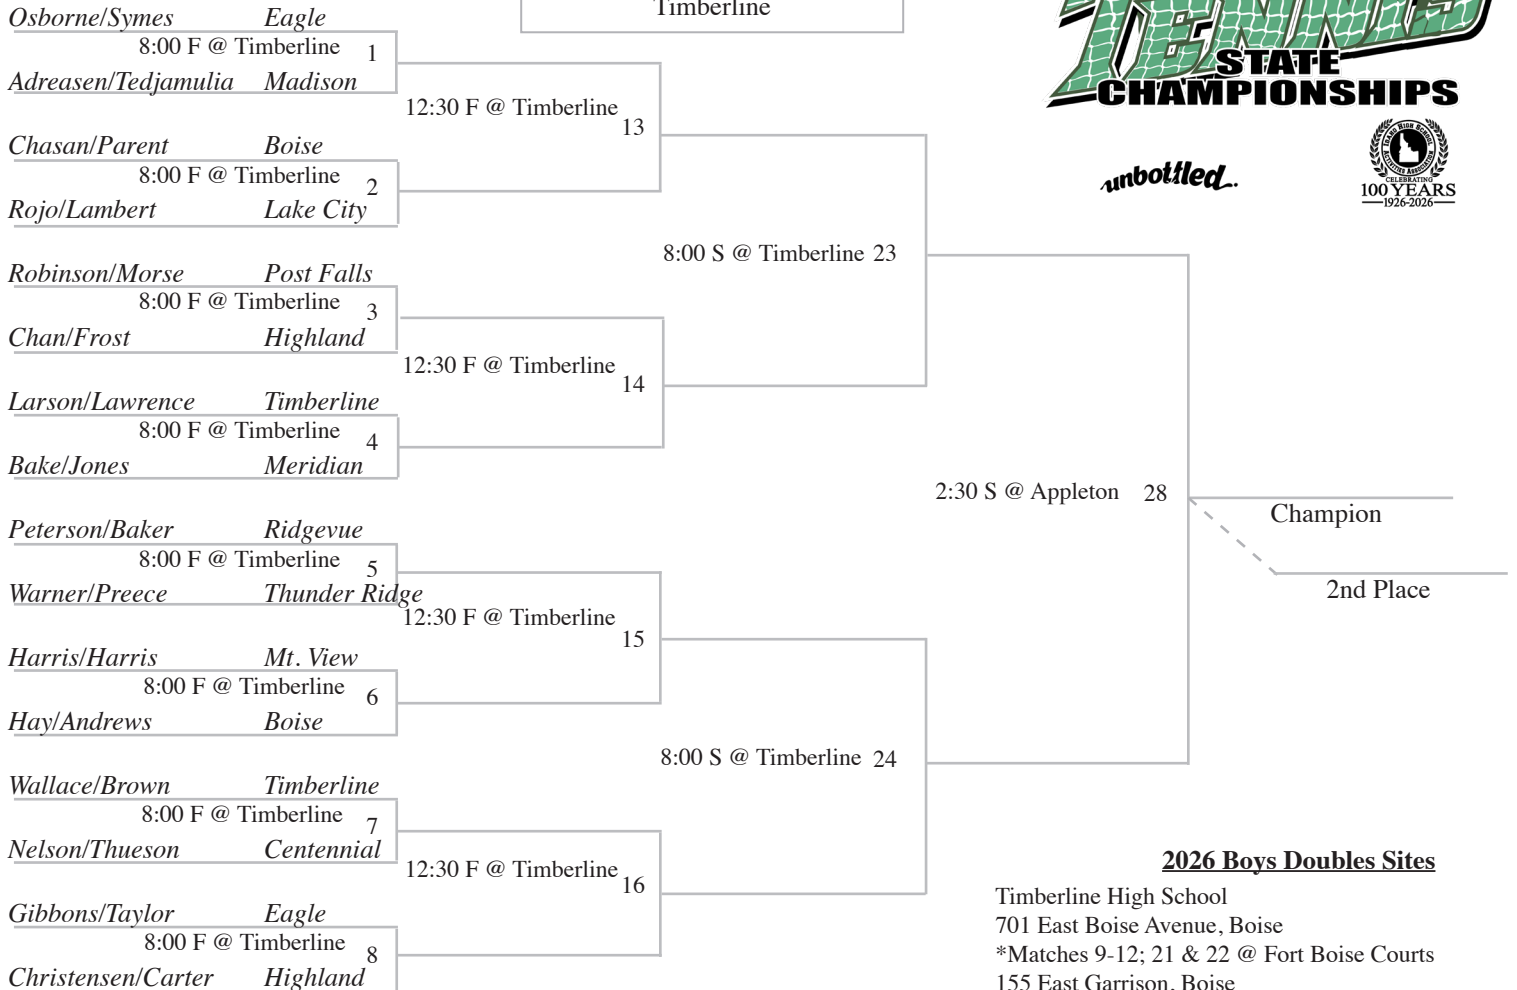 Timberline
Osborne/Symes Eagle
8:00 F @ Timberline 1
Adreasen/Tedjamulia Madison
12:30 F @ Timberline 13
Chasan/Parent Boise
8:00 F @ Timberline 2
Rojo/Lambert Lake City
8:00 S @ Timberline 23
Robinson/Morse Post Falls
8:00 F @ Timberline 3
Chan/Frost Highland
12:30 F @ Timberline 14
Larson/Lawrence Timberline
8:00 F @ Timberline 4
Bake/Jones Meridian
2:30 S @ Appleton 28
Champion
2nd Place
Peterson/Baker Ridgevue
8:00 F @ Timberline 5
Warner/Preece Thunder Ridge
12:30 F @ Timberline 15
Harris/Harris Mt. View
8:00 F @ Timberline 6
Hay/Andrews Boise
8:00 S @ Timberline 24
Wallace/Brown Timberline
8:00 F @ Timberline 7
Nelson/Thueson Centennial
12:30 F @ Timberline 16
Gibbons/Taylor Eagle
8:00 F @ Timberline 8
Christensen/Carter Highland
TENNIS
STATE
CHAMPIONSHIPS
unbottled.
IDAHO HIGH SCHOOL
ACTIVITIES ASSOCIATION
CELEBRATING
100 YEARS
1926-2026
2026 Boys Doubles Sites
Timberline High School
701 East Boise Avenue, Boise
*Matches 9-12; 21 & 22 @ Fort Boise Courts
155 East Garrison, Boise